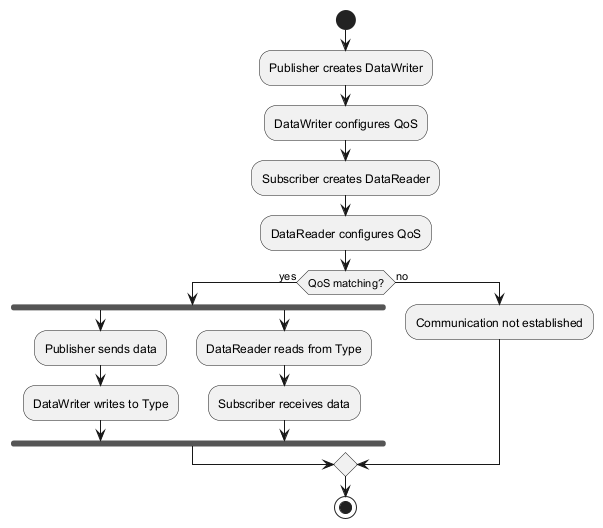 Publisher creates DataWriter
DataWriter configures QoS
Subscriber creates DataReader
DataReader configures QoS
yes
QoS matching?
no
Publisher sends data
DataWriter writes to Type
DataReader reads from Type
Subscriber receives data
Communication not established